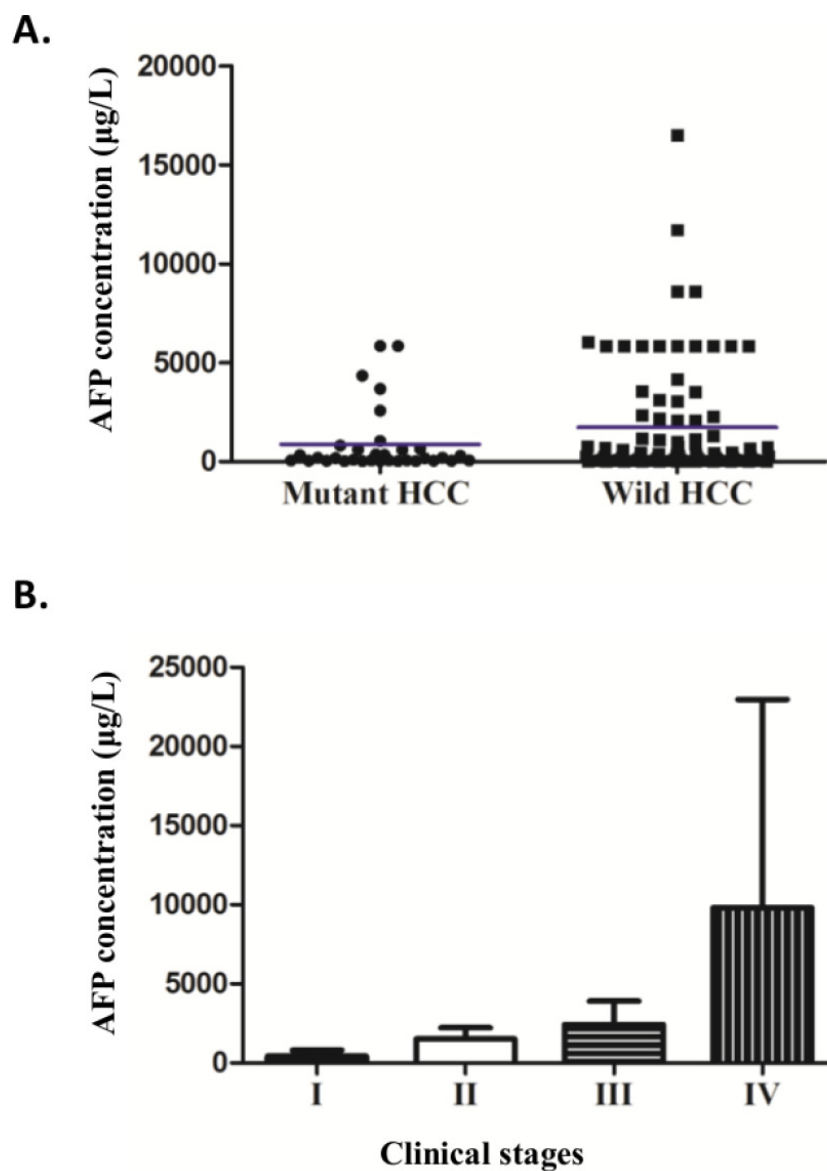 A.
AFP concentration (µg/L)
20000
15000
10000
5000
0
Mutant HCC Wild HCC
B.
AFP concentration (µg/L)
25000
20000
15000
10000
5000
0
I II III IV
Clinical stages